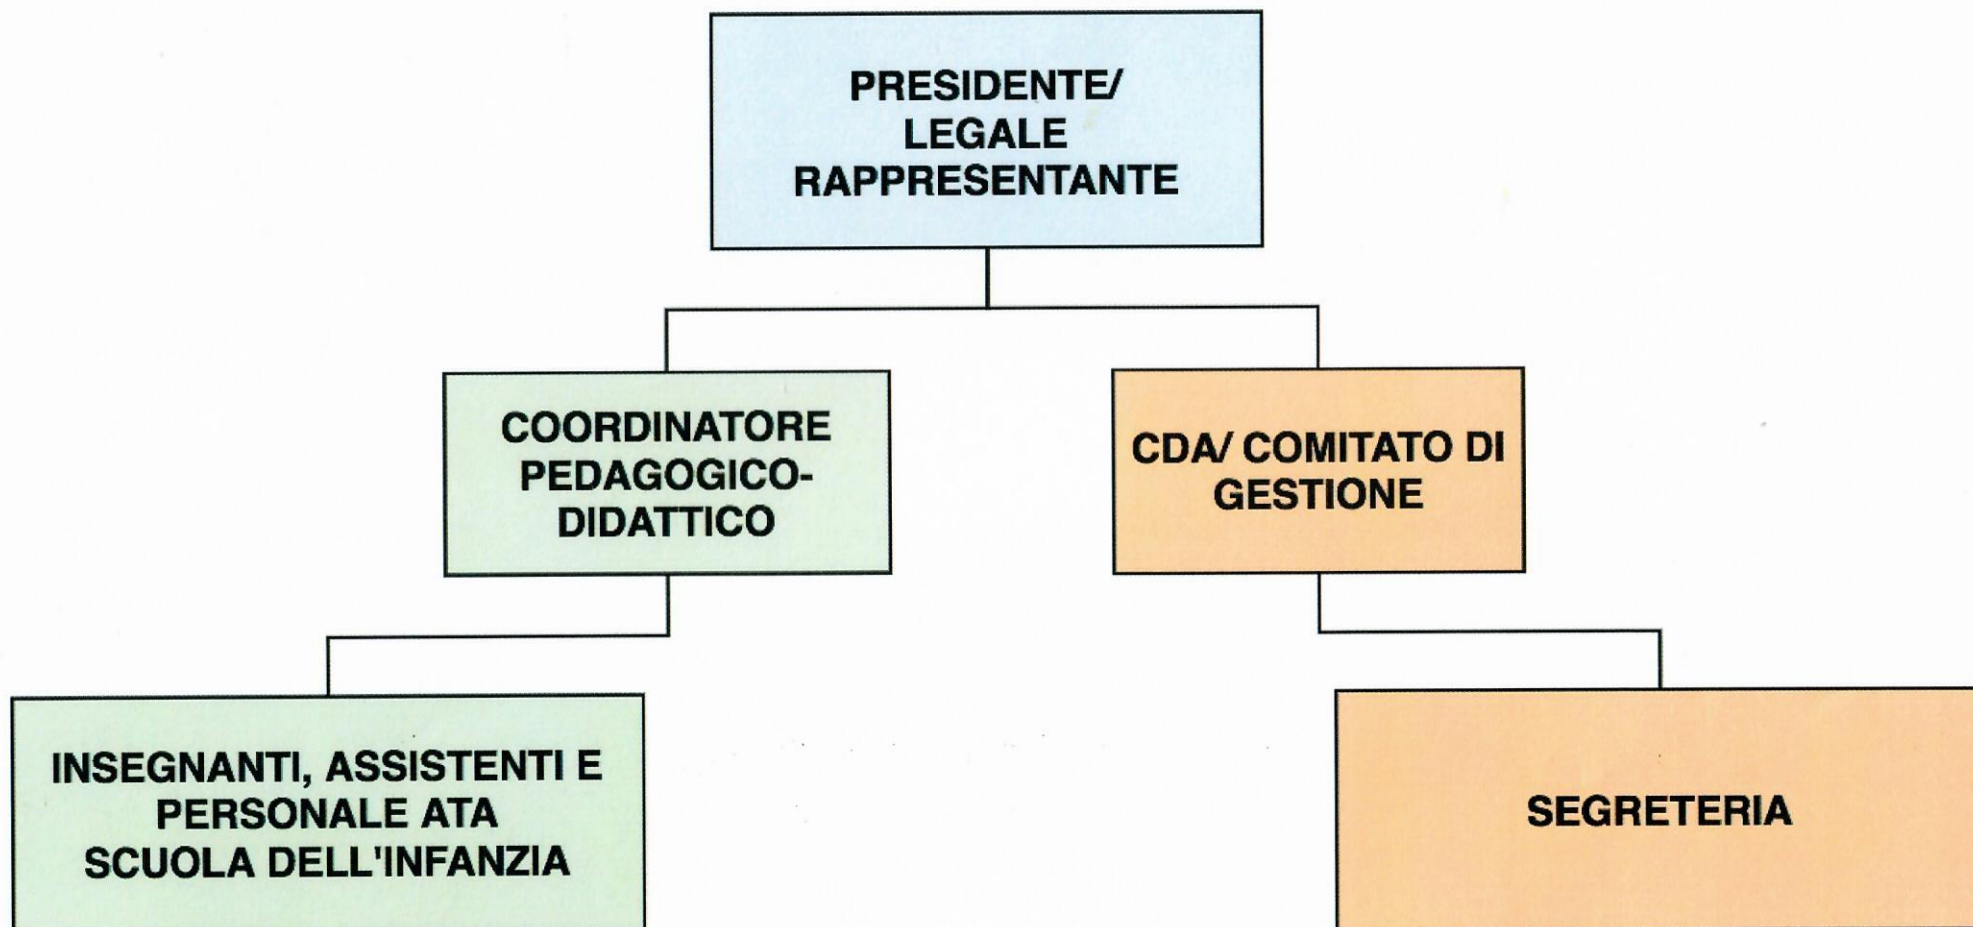 PRESIDENTE/
LEGALE
RAPPRESENTANTE
COORDINATORE
PEDAGOGICO-
DIDATTICO
CDA/ COMITATO DI
GESTIONE
INSEGNANTI, ASSISTENTI E
PERSONALE ATA
SCUOLA DELL'INFANZIA
SEGRETERIA